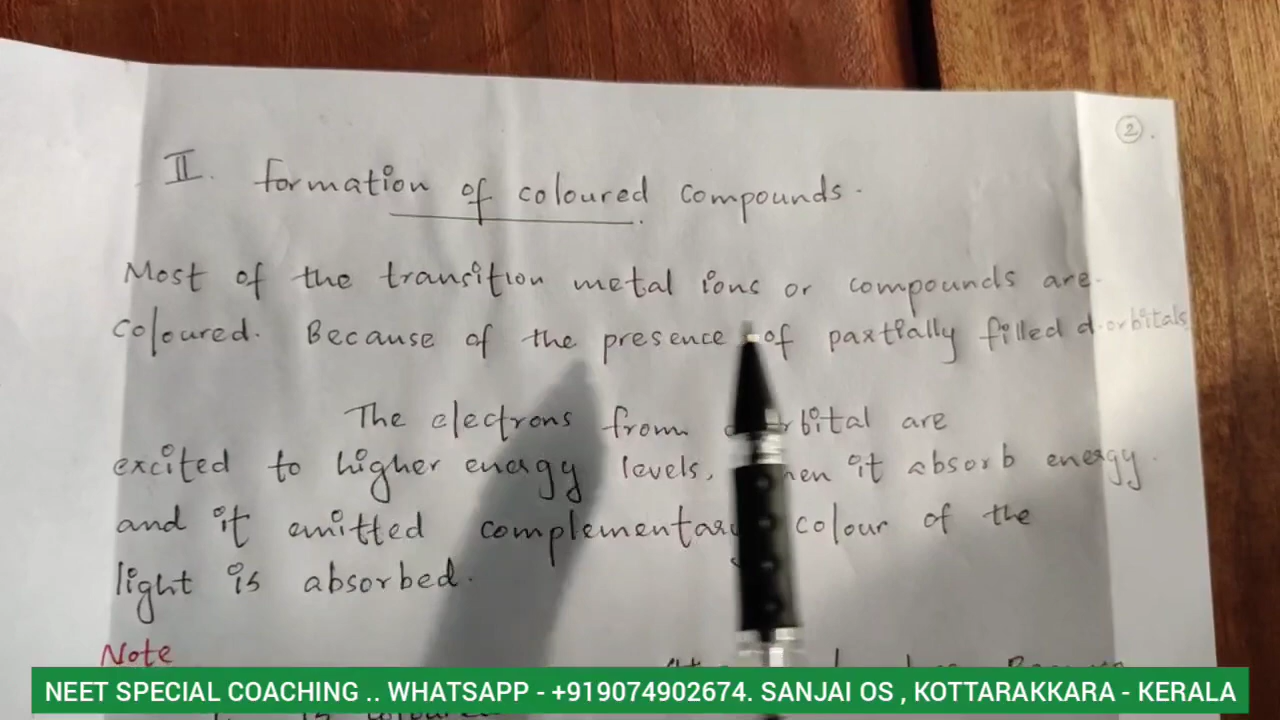 2
II. Formation of coloured compounds.
Most of the transition metal ions or compounds are
coloured. Because of the presence of partially filled d-orbitals
The electrons from orbital are
excited to higher energy levels, when it absorb energy.
and it emitted complementary colour of the
light is absorbed.
Note
is coloured
NEET SPECIAL COACHING .. WHATSAPP - +919074902674. SANJAI OS , KOTTARAKKARA - KERALA